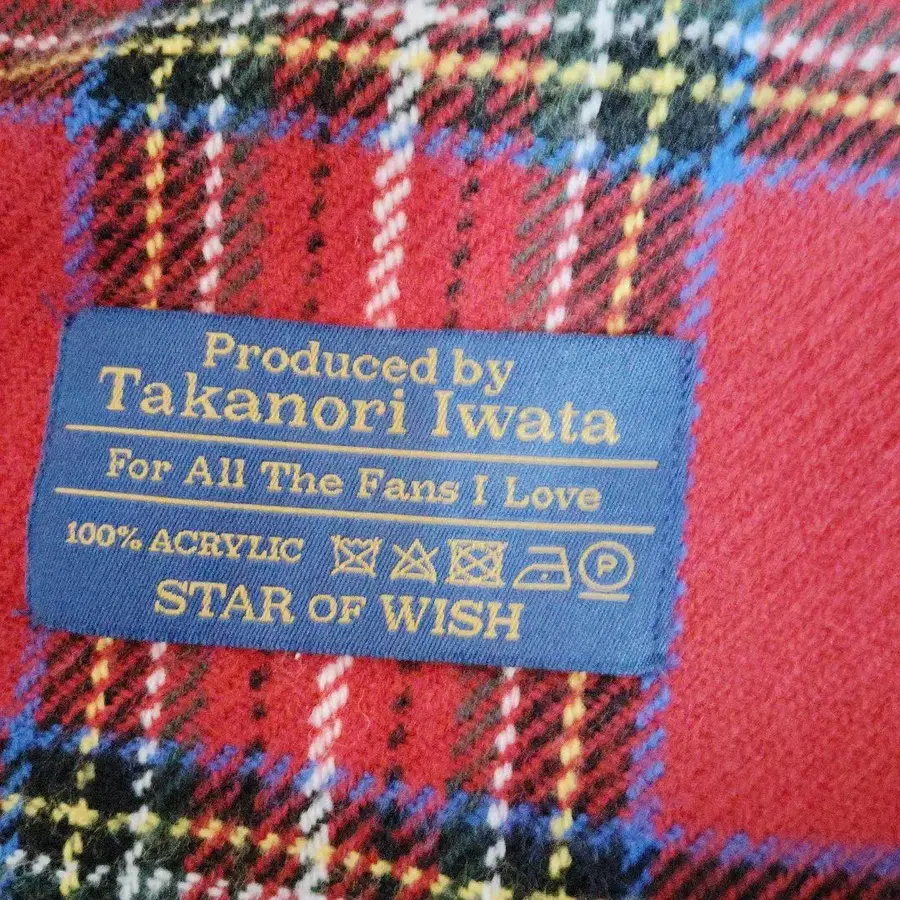 Produced by
Takanori Iwata
For All The Fans I Love
100% ACRYLIC P
STAR OF WISH